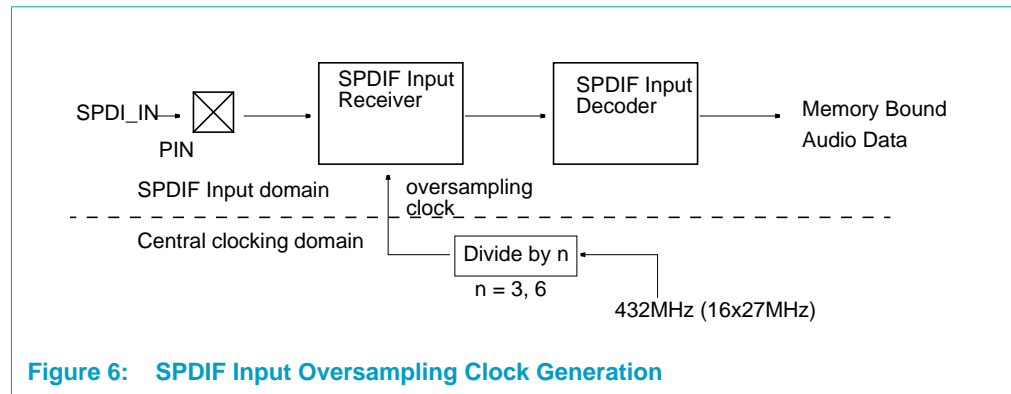 SPDI_IN
PIN
SPDIF Input
Receiver
SPDIF Input
Decoder
Memory Bound
Audio Data
SPDIF Input domain
oversampling
clock
Central clocking domain
Divide by n
n = 3, 6
432MHz (16x27MHz)
Figure 6: SPDIF Input Oversampling Clock Generation